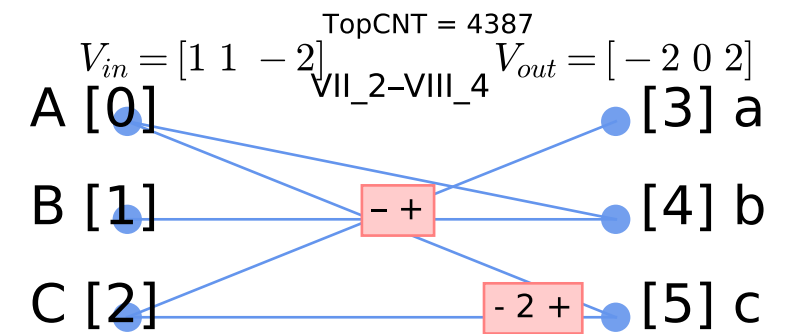 TopCNT = 4387
V_in = [1 1 − 2] V_out = [ − 2 0 2]
VII_2–VIII_4
A [0] [3] a
B [1] – + [4] b
C [2] - 2 + [5] c